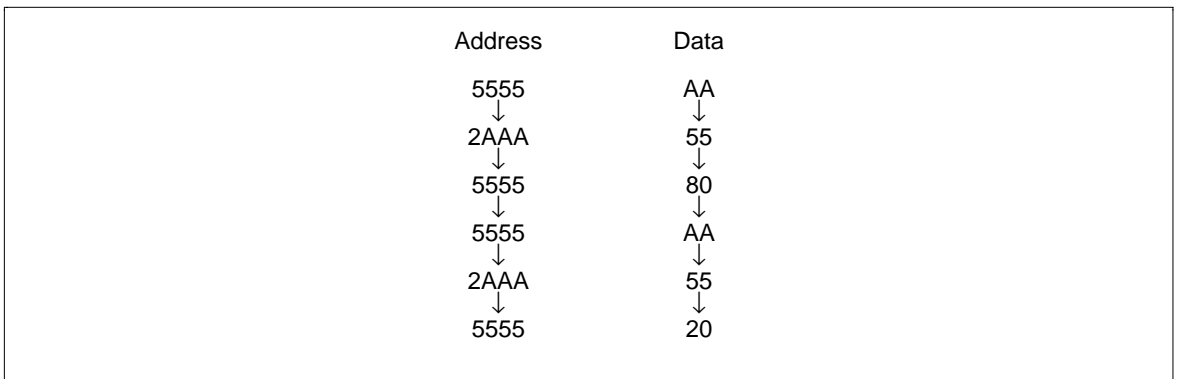 Address Data
5555 AA
↓ ↓
2AAA 55
↓ ↓
5555 80
↓ ↓
5555 AA
↓ ↓
2AAA 55
↓ ↓
5555 20